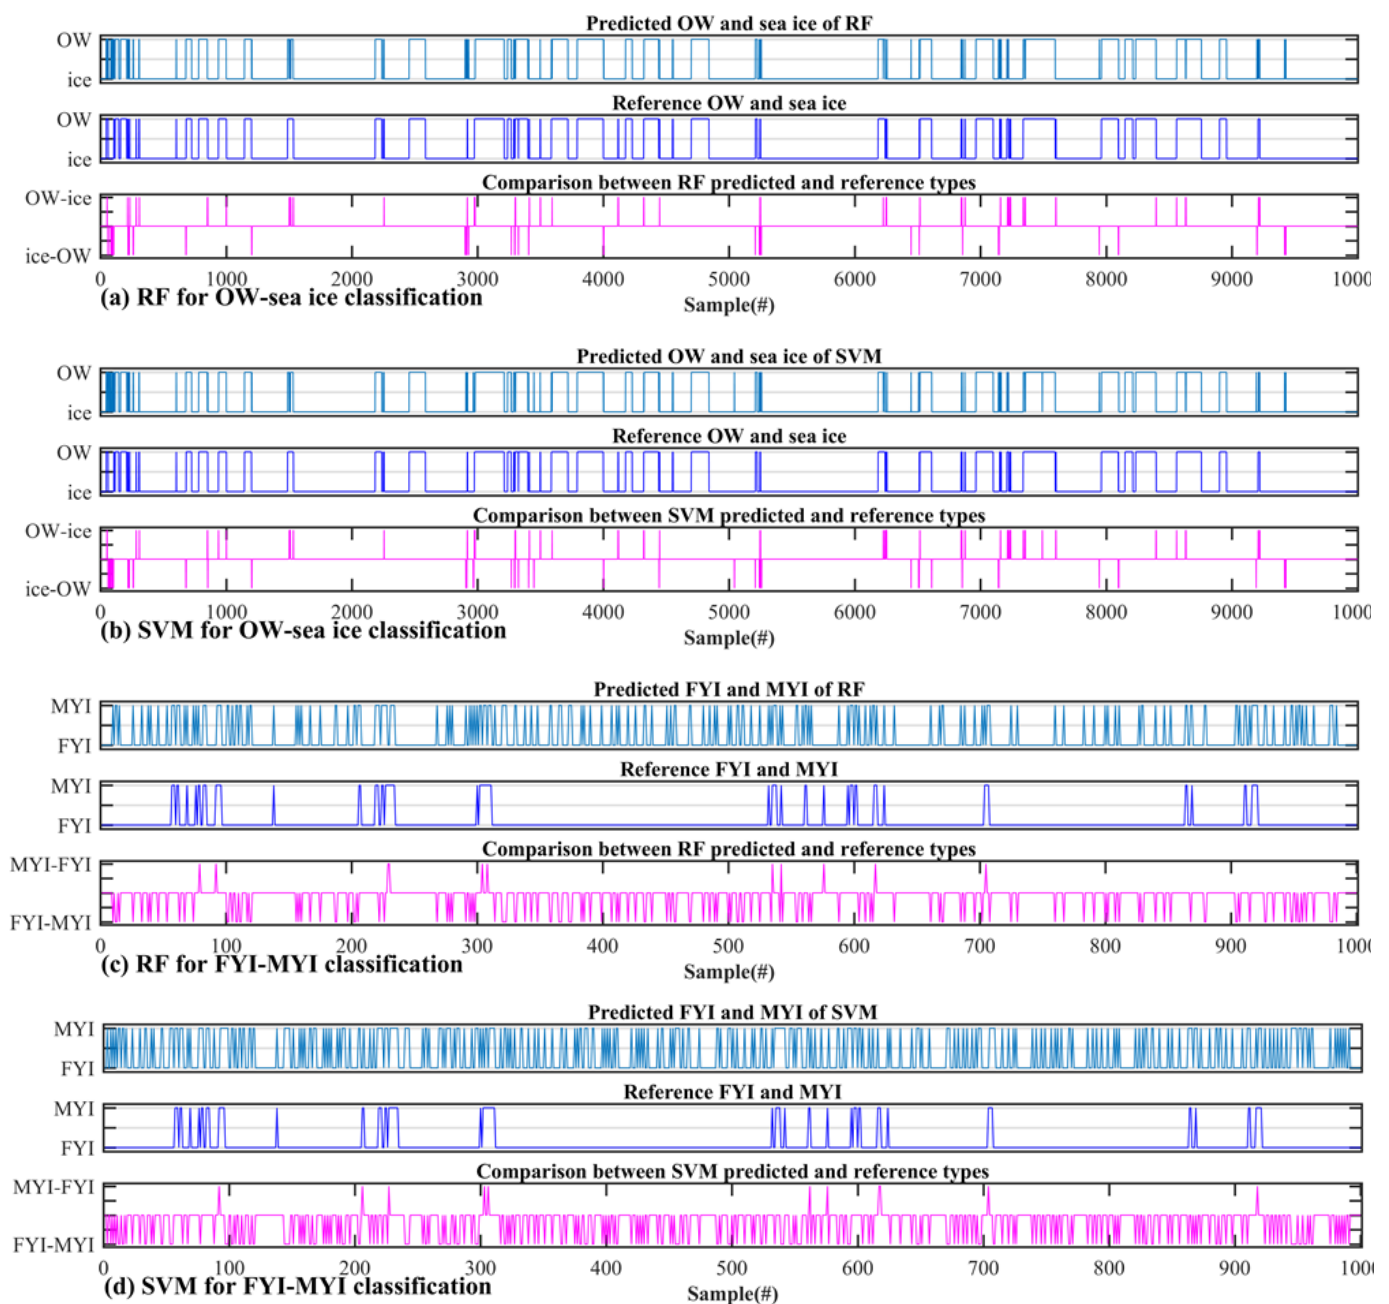 Predicted OW and sea ice of RF
OW
ice
Reference OW and sea ice
OW
ice
Comparison between RF predicted and reference types
OW-ice
ice-OW
0 1000 2000 3000 4000 5000 6000 7000 8000 9000 1000
(a) RF for OW-sea ice classification
Sample(#)
Predicted OW and sea ice of SVM
OW
ice
Reference OW and sea ice
OW
ice
Comparison between SVM predicted and reference types
OW-ice
ice-OW
0 1000 2000 3000 4000 5000 6000 7000 8000 9000 1000
(b) SVM for OW-sea ice classification
Sample(#)
Predicted FYI and MYI of RF
MYI
FYI
Reference FYI and MYI
MYI
FYI
Comparison between RF predicted and reference types
MYI-FYI
FYI-MYI
0 100 200 300 400 500 600 700 800 900 1000
(c) RF for FYI-MYI classification
Sample(#)
Predicted FYI and MYI of SVM
MYI
FYI
Reference FYI and MYI
MYI
FYI
Comparison between SVM predicted and reference types
MYI-FYI
FYI-MYI
0 100 200 300 400 500 600 700 800 900 100
(d) SVM for FYI-MYI classification
Sample(#)